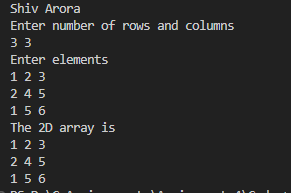 Shiv Arora
Enter number of rows and columns
3 3
Enter elements
1 2 3
2 4 5
1 5 6
The 2D array is
1 2 3
2 4 5
1 5 6